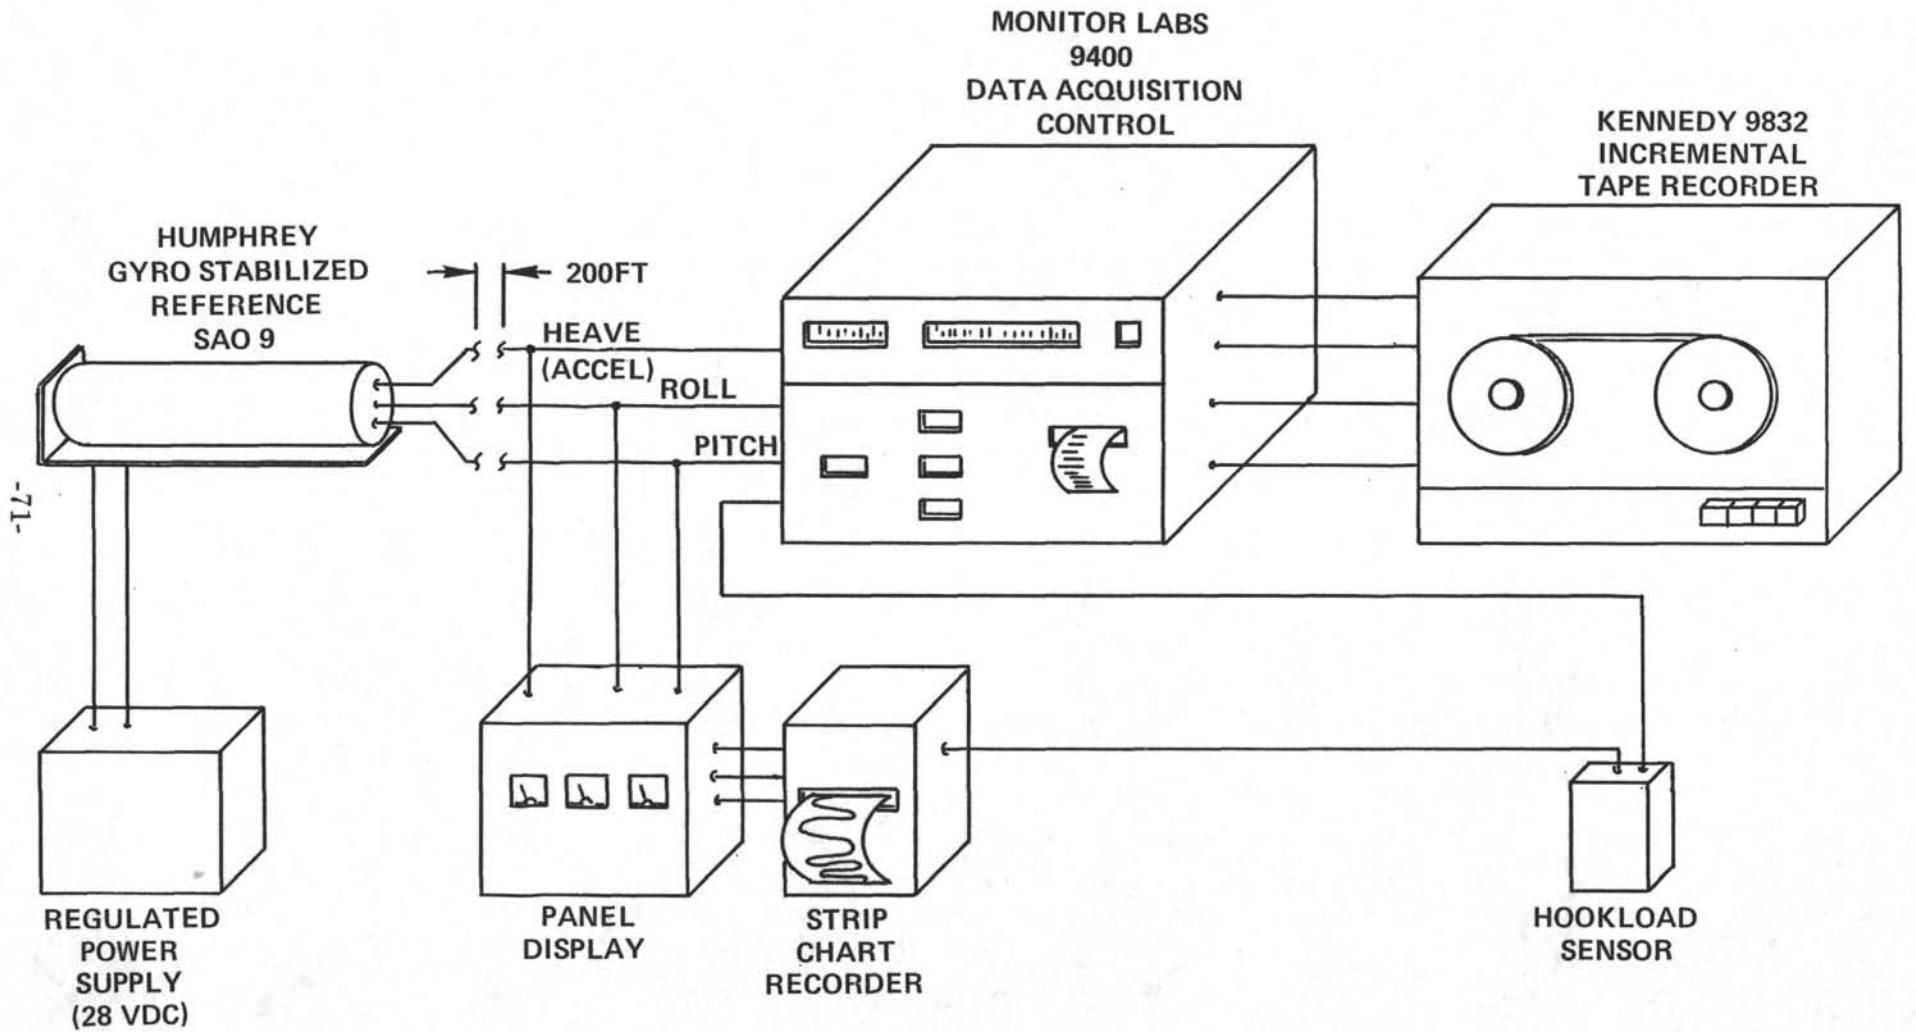 MONITOR LABS
9400
DATA ACQUISITION
CONTROL
KENNEDY 9832
INCREMENTAL
TAPE RECORDER
HUMPHREY
GYRO STABILIZED
REFERENCE
SAO 9
200FT
HEAVE
(ACCEL)
ROLL
PITCH
-71-
REGULATED
POWER
SUPPLY
(28 VDC)
PANEL
DISPLAY
STRIP
CHART
RECORDER
HOOKLOAD
SENSOR